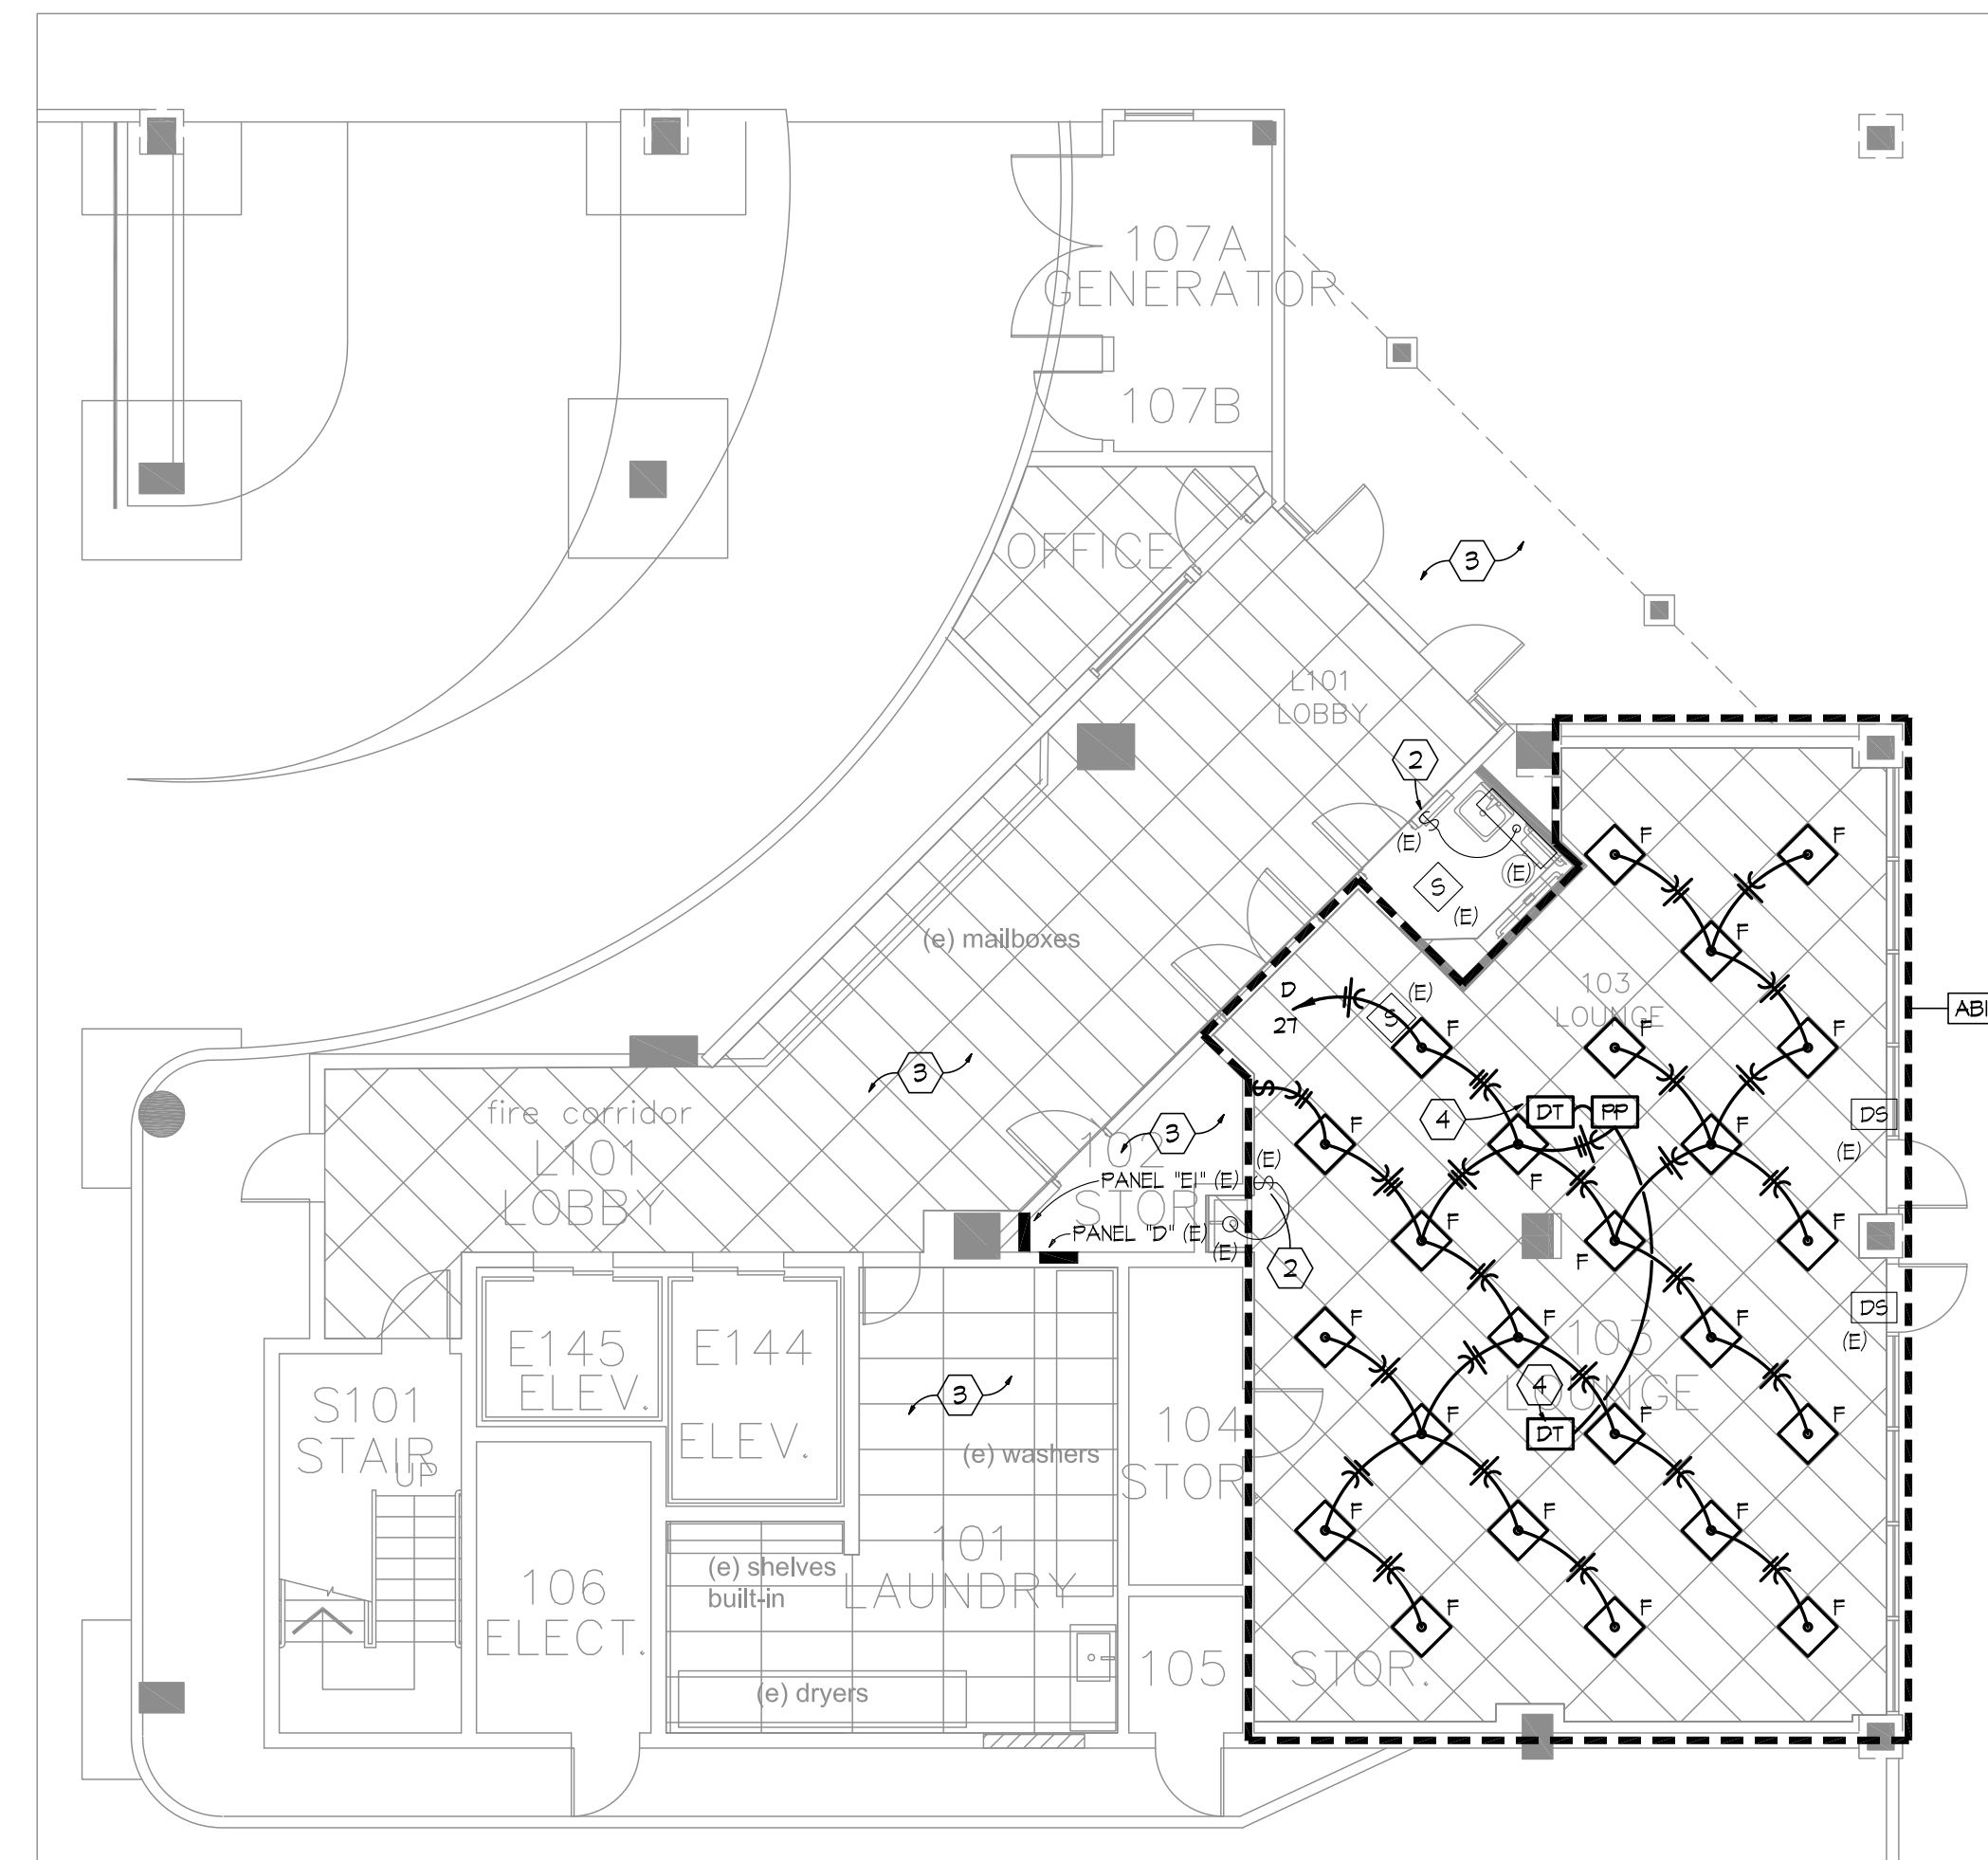 107A
GENERATOR
107B
OFFICE
3
L101
LOBBY
2
(E)
S
(E)
S
(E)
F
F
F
(e) mailboxes
103
LOUNGE
D
27
S
(E)
F
F
F
3
fire corridor
L101
LOBBY
3
102
STOR
PANEL "E1" (E)
PANEL "D" (E)
(E)
S
(E)
2
S
F
4
DT
PP
F
F
DS
(E)
F
F
F
DS
(E)
E145
ELEV.
E144
ELEV.
F
F
F
103
LOUNGE
4
DT
S101
STAIR
UP
3
(e) washers
104
STOR.
F
F
F
F
F
F
106
ELECT.
(e) shelves
built-in
101
LAUNDRY
(e) dryers
105
STOR.
F
F
F